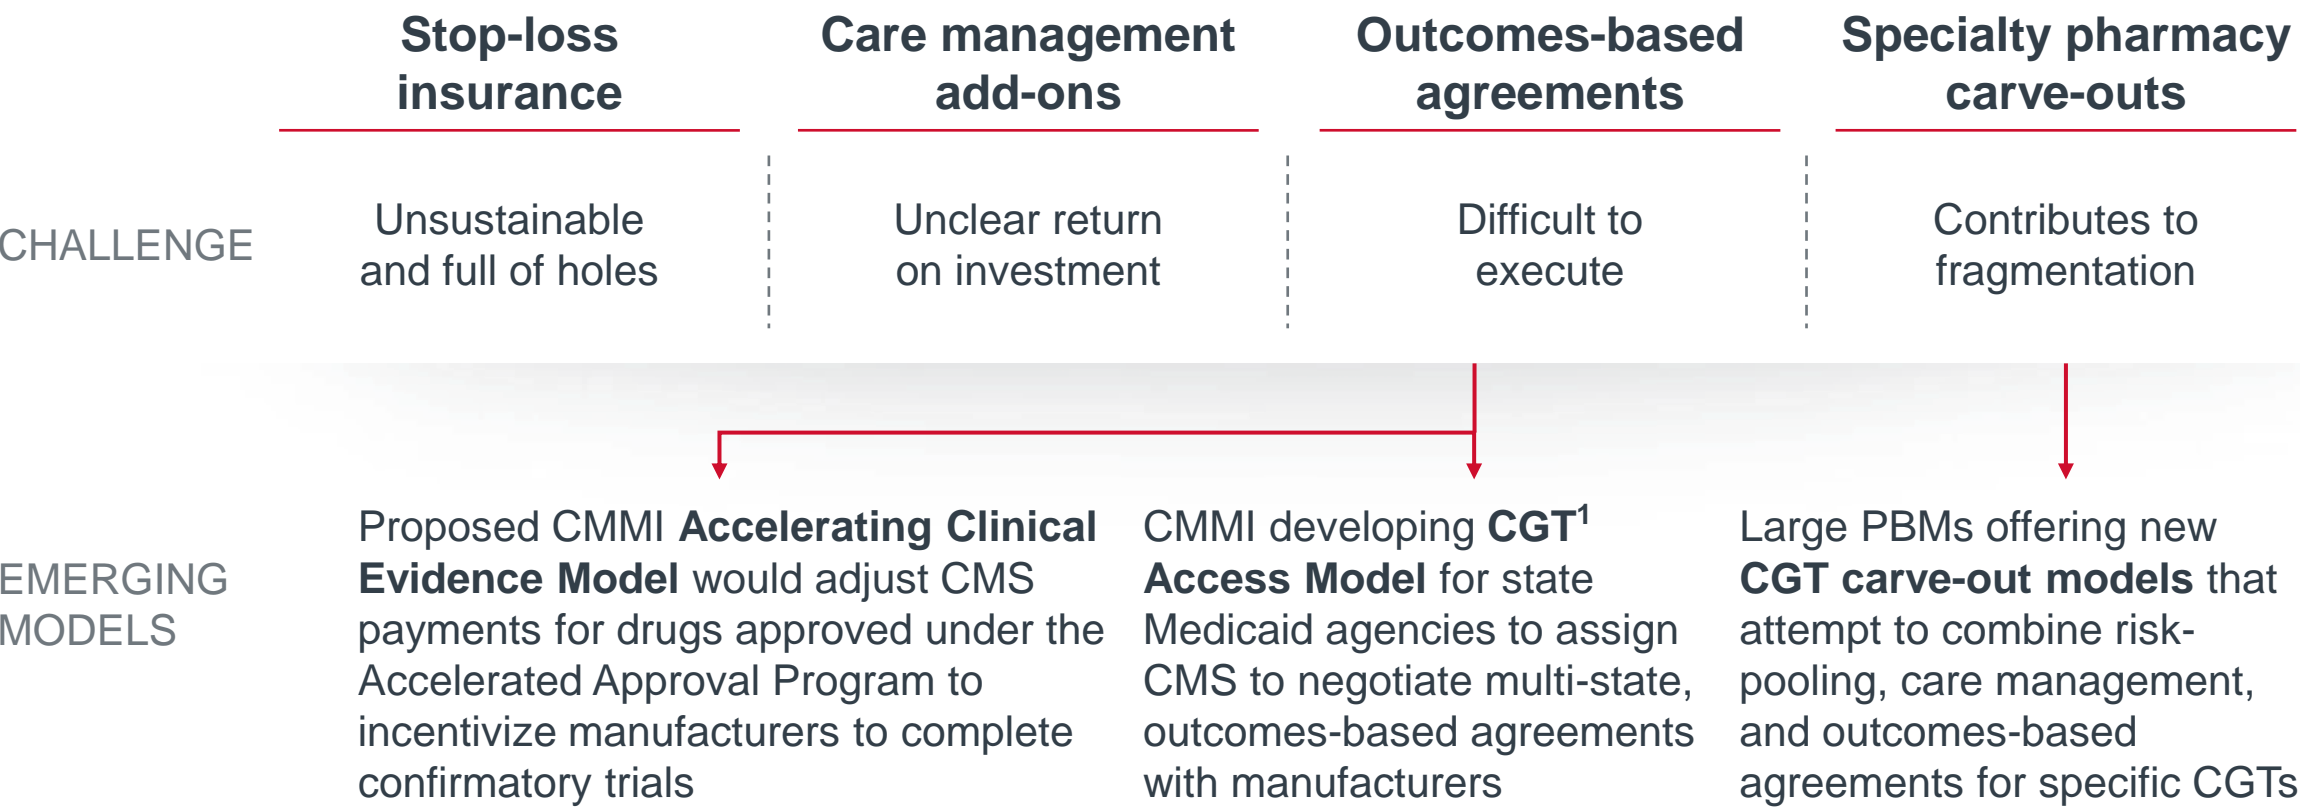 Stop-loss
insurance
Care management
add-ons
Outcomes-based
agreements
Specialty pharmacy
carve-outs
CHALLENGE
Unsustainable
and full of holes
Unclear return
on investment
Difficult to
execute
Contributes to
fragmentation
EMERGING
MODELS
Proposed CMMI Accelerating Clinical
Evidence Model would adjust CMS
payments for drugs approved under the
Accelerated Approval Program to
incentivize manufacturers to complete
confirmatory trials
CMMI developing CGT¹
Access Model for state
Medicaid agencies to assign
CMS to negotiate multi-state,
outcomes-based agreements
with manufacturers
Large PBMs offering new
CGT carve-out models that
attempt to combine risk-
pooling, care management,
and outcomes-based
agreements for specific CGTs